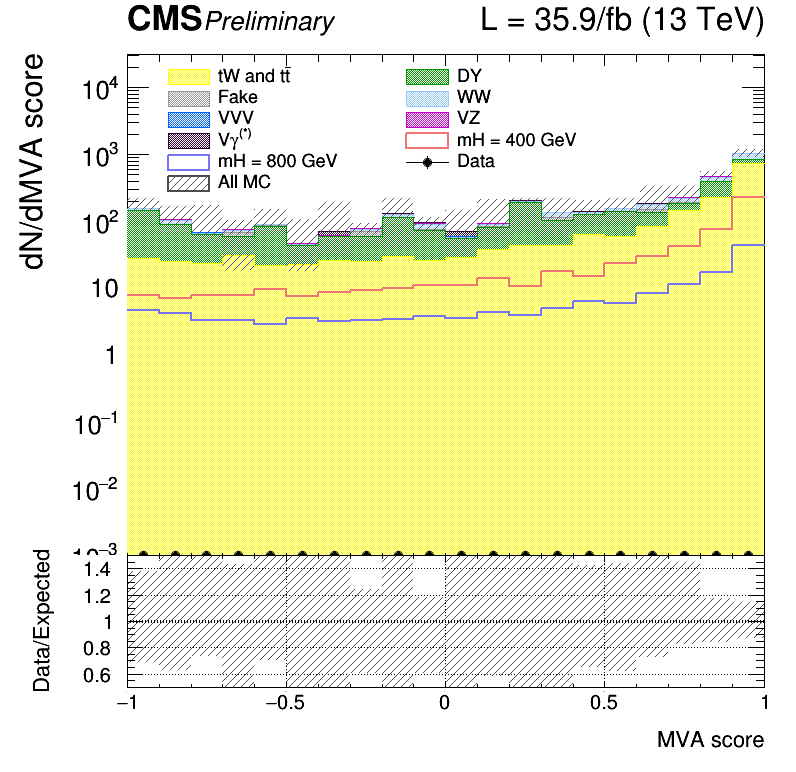 CMS Preliminary L = 35.9/fb (13 TeV)
dN/dMVA score
10⁴
10³
10²
10
1
10⁻¹
10⁻²
10⁻³
tW and tt̄
Fake
VVV
Vγ⁽*⁾
mH = 800 GeV
All MC
DY
WW
VZ
mH = 400 GeV
Data
Data/Expected
1.4
1.2
1
0.8
0.6
−1 −0.5 0 0.5 1
MVA score